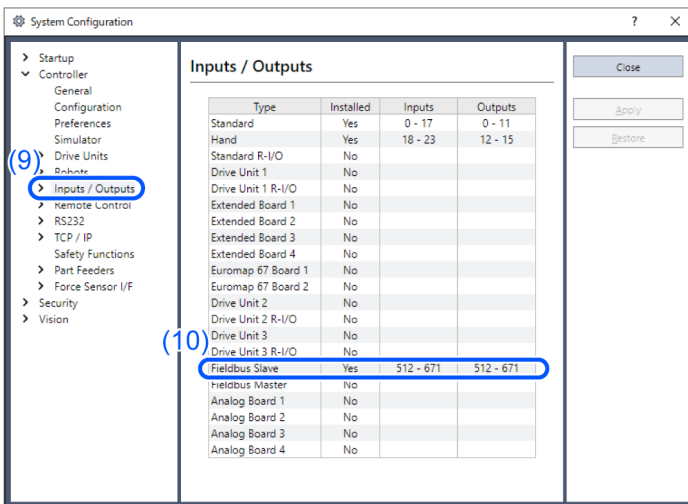 System Configuration ? ×
Startup
Controller
General
Configuration
Preferences
Simulator
(9) Drive Units
Robots
Inputs / Outputs
Remote Control
RS232
TCP / IP
Safety Functions
Part Feeders
Force Sensor I/F
Security
Vision
Inputs / Outputs
Type Installed Inputs Outputs
Standard Yes 0 - 17 0 - 11
Hand Yes 18 - 23 12 - 15
Standard R-I/O No
Drive Unit 1 No
Drive Unit 1 R-I/O No
Extended Board 1 No
Extended Board 2 No
Extended Board 3 No
Extended Board 4 No
Euromap 67 Board 1 No
Euromap 67 Board 2 No
Drive Unit 2 No
Drive Unit 2 R-I/O No
(10) Drive Unit 3 No
Drive Unit 3 R-I/O No
Fieldbus Slave Yes 512 - 671 512 - 671
Fieldbus Master No
Analog Board 1 No
Analog Board 2 No
Analog Board 3 No
Analog Board 4 No
Close
Apply
Restore